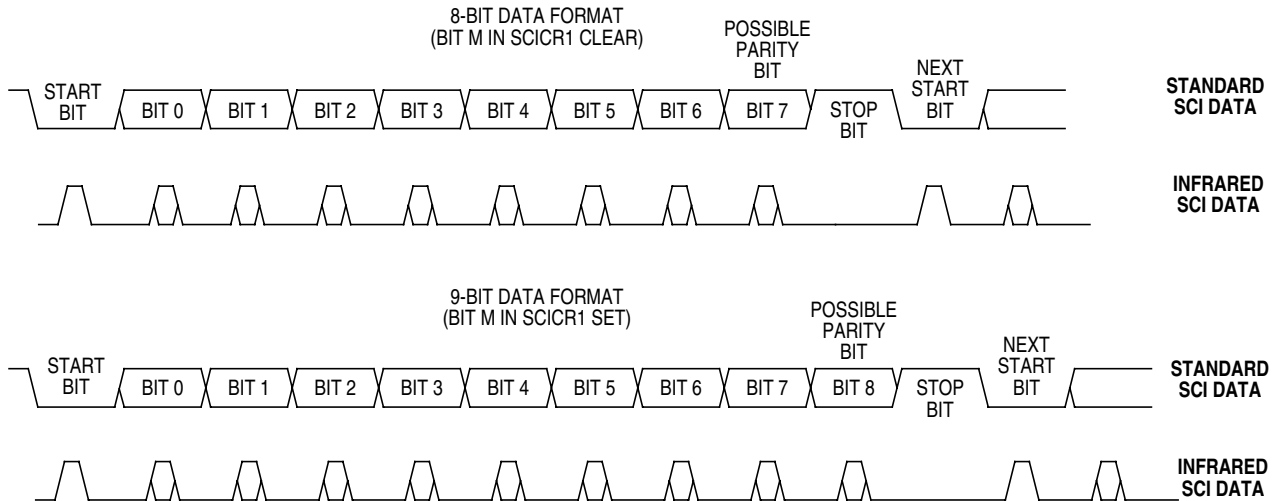 8-BIT DATA FORMAT
(BIT M IN SCICR1 CLEAR)
POSSIBLE
PARITY
BIT
START
BIT
BIT 0
BIT 1
BIT 2
BIT 3
BIT 4
BIT 5
BIT 6
BIT 7
STOP
BIT
NEXT
START
BIT
STANDARD
SCI DATA
INFRARED
SCI DATA
9-BIT DATA FORMAT
(BIT M IN SCICR1 SET)
POSSIBLE
PARITY
BIT
START
BIT
BIT 0
BIT 1
BIT 2
BIT 3
BIT 4
BIT 5
BIT 6
BIT 7
BIT 8
STOP
BIT
NEXT
START
BIT
STANDARD
SCI DATA
INFRARED
SCI DATA